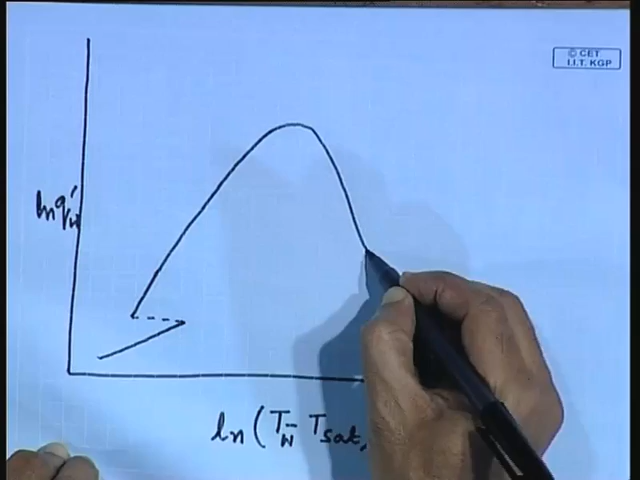 © CET
I.I.T. KGP
ln q'w
ln (Tw - Tsat,